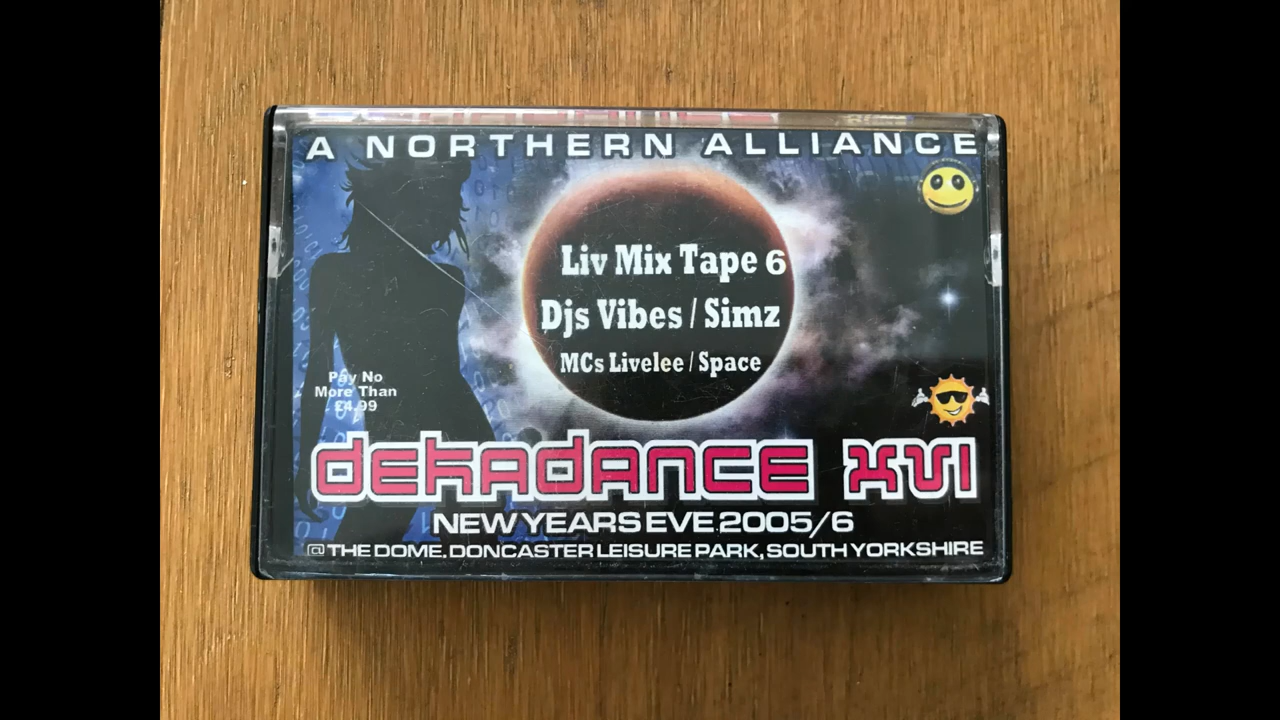 A NORTHERN ALLIANCE
Liv Mix Tape 6
Djs Vibes / Simz
MCs Livelee / Space
Pay No
More Than
£4.99
DEKADANCE XVI
NEW YEARS EVE 2005/6
@ THE DOME. DONCASTER LEISURE PARK, SOUTH YORKSHIRE